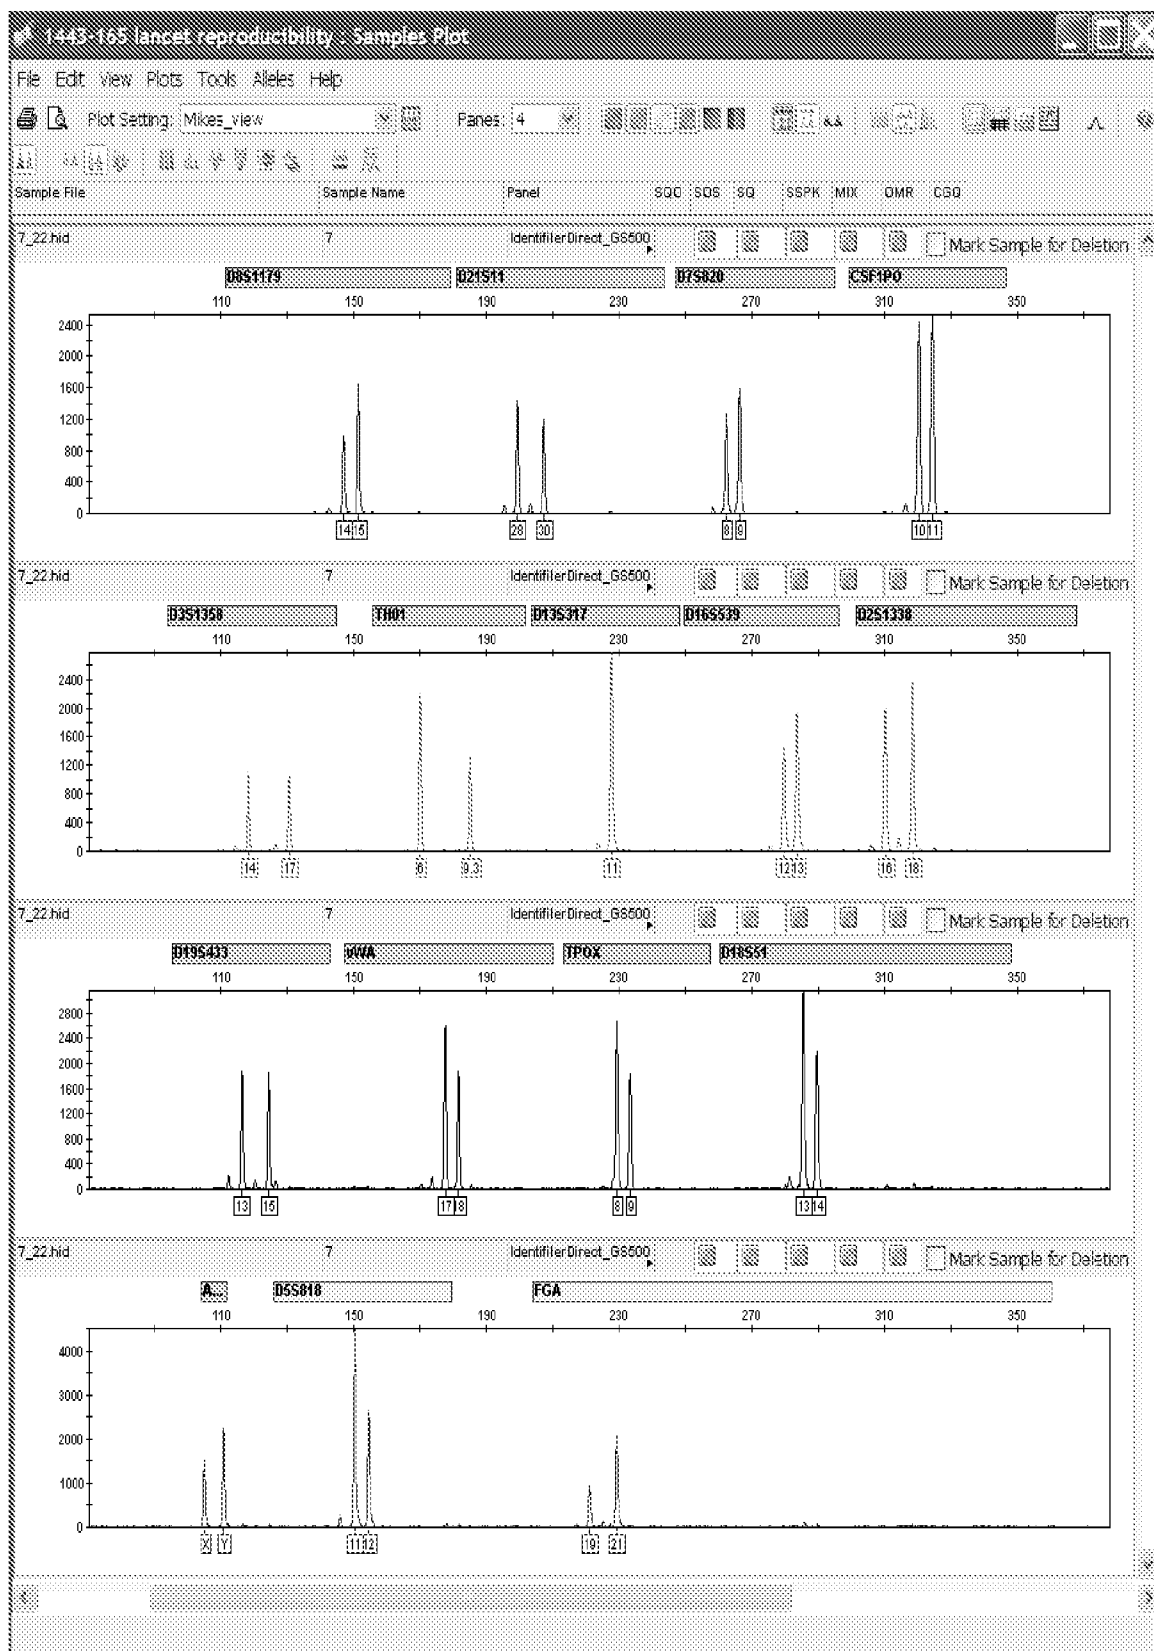 1443-165 lancet reproducibility : Samples Plot
File Edit View Plots Tools Alleles Help
Plot Setting: Mikes_view Panes: 4
Sample File Sample Name Panel SQO SOS SQ SSPK MIX OMR CGQ
7_22.hid 7 IdentifilerDirect_GS500 Mark Sample for Deletion
D8S1179 D21S11 D7S820 CSF1PO
110 150 190 230 270 310 350
2400
2000
1600
1200
800
400
0
14 15 28 30 8 9 10 11
7_22.hid 7 IdentifilerDirect_GS500 Mark Sample for Deletion
D3S1358 TH01 D13S317 D16S539 D2S1338
110 150 190 230 270 310 350
2400
2000
1600
1200
800
400
0
14 17 6 9.3 11 12 13 16 18
7_22.hid 7 IdentifilerDirect_GS500 Mark Sample for Deletion
D19S433 vWA TPOX D18S51
110 150 190 230 270 310 350
2800
2400
2000
1600
1200
800
400
0
13 15 17 18 8 9 13 14
7_22.hid 7 IdentifilerDirect_GS500 Mark Sample for Deletion
A... D5S818 FGA
110 150 190 230 270 310 350
4000
3000
2000
1000
0
X Y 11 12 19 21